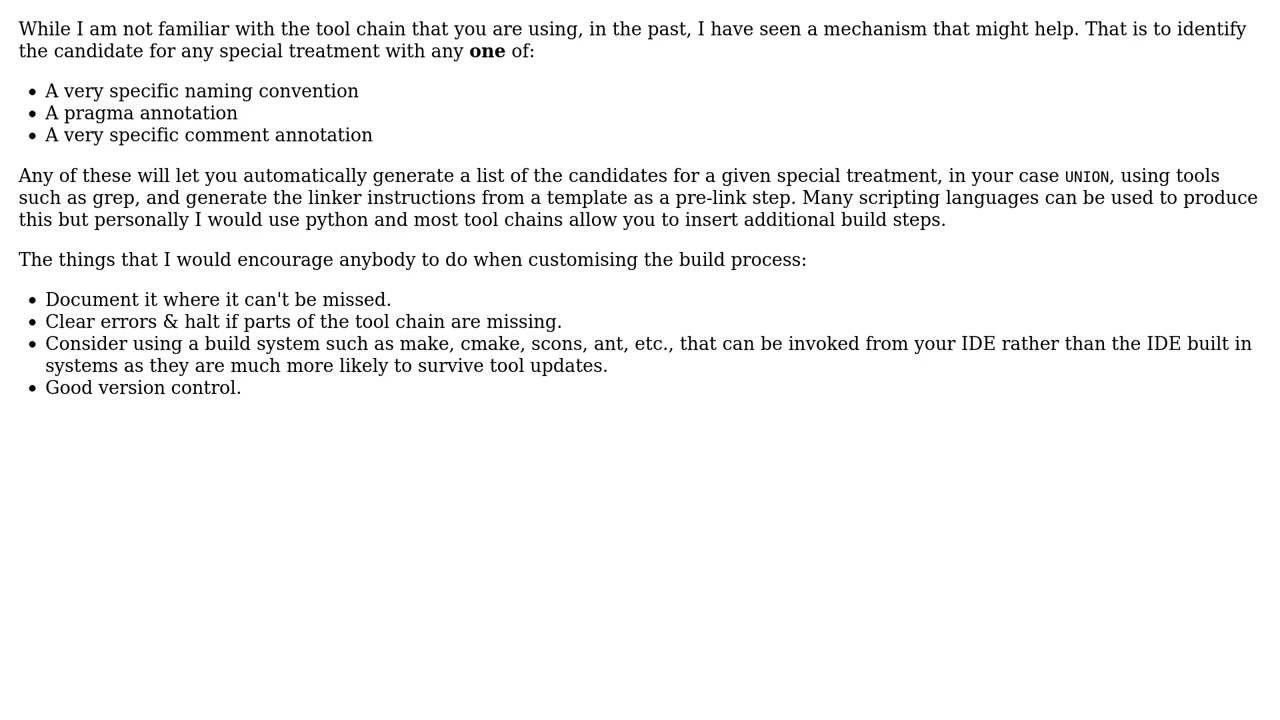 While I am not familiar with the tool chain that you are using, in the past, I have seen a mechanism that might help. That is to identify
the candidate for any special treatment with any one of:
• A very specific naming convention
• A pragma annotation
• A very specific comment annotation
Any of these will let you automatically generate a list of the candidates for a given special treatment, in your case UNION, using tools
such as grep, and generate the linker instructions from a template as a pre-link step. Many scripting languages can be used to produce
this but personally I would use python and most tool chains allow you to insert additional build steps.
The things that I would encourage anybody to do when customising the build process:
• Document it where it can't be missed.
• Clear errors & halt if parts of the tool chain are missing.
• Consider using a build system such as make, cmake, scons, ant, etc., that can be invoked from your IDE rather than the IDE built in
systems as they are much more likely to survive tool updates.
• Good version control.